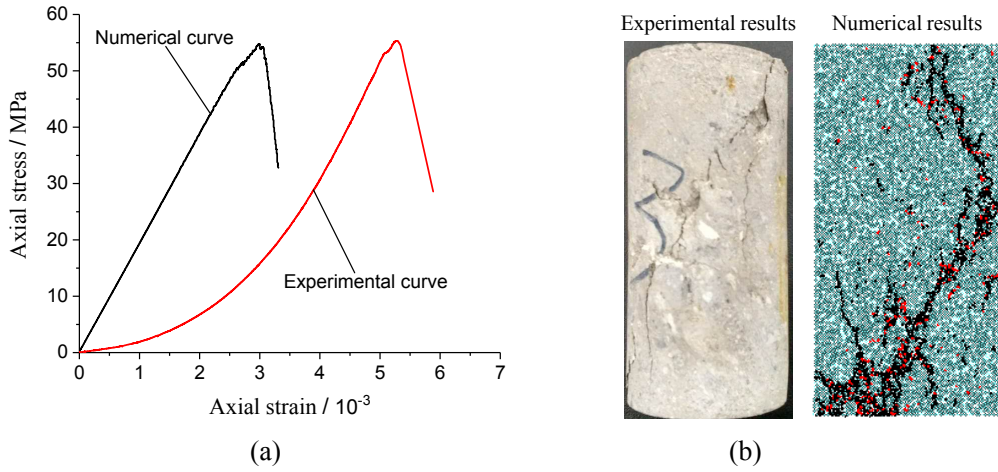 Axial stress / MPa
60
50
40
30
20
10
0
0 1 2 3 4 5 6 7
Axial strain / 10⁻³
Numerical curve
Experimental curve
(a)
Experimental results Numerical results
(b)